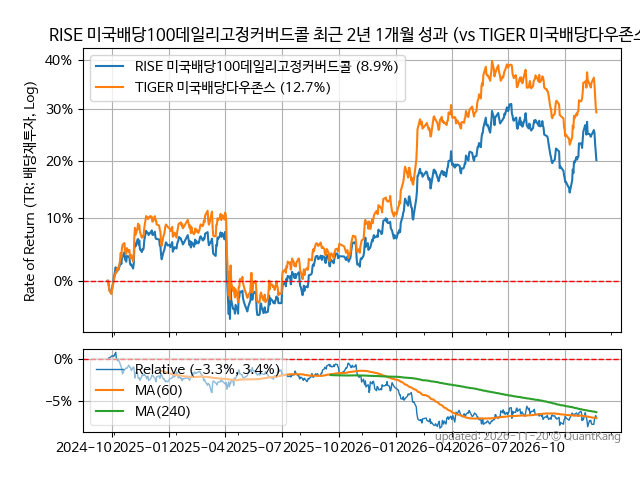 RISE 미국배당100데일리고정커버드콜 최근 2년 1개월 성과 (vs TIGER 미국배당다우존스
40%
30%
20%
10%
0%
Rate of Return (TR: 배당재투자, Log)
RISE 미국배당100데일리고정커버드콜 (8.9%)
TIGER 미국배당다우존스 (12.7%)
0%
−5%
Relative (−3.3%, 3.4%)
MA(60)
MA(240)
2024−10 2025−01 2025−04 2025−07 2025−10 2026−01 2026−04 2026−07 2026−10
updated: 2026−11−20 © QuantKang